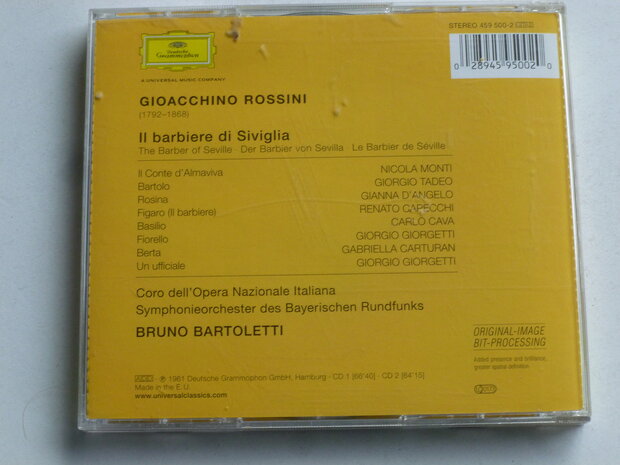 Deutsche
Grammophon
STEREO 459 500-2
0 28945 95002 0
A UNIVERSAL MUSIC COMPANY
GIOACCHINO ROSSINI
(1792–1868)
Il barbiere di Siviglia
The Barber of Seville · Der Barbier von Sevilla · Le Barbier de Séville
Il Conte d'Almaviva NICOLA MONTI
Bartolo GIORGIO TADEO
Rosina GIANNA D'ANGELO
Figaro (Il barbiere) RENATO CAPECCHI
Basilio CARLO CAVA
Fiorello GIORGIO GIORGETTI
Berta GABRIELLA CARTURAN
Un ufficiale GIORGIO GIORGETTI
Coro dell'Opera Nazionale Italiana
Symphonieorchester des Bayerischen Rundfunks
BRUNO BARTOLETTI
ORIGINAL-IMAGE
BIT-PROCESSING
Added presence and brilliance,
greater spatial definition
ADD ℗ 1961 Deutsche Grammophon GmbH, Hamburg · CD 1 [66'40] · CD 2 [64'15]
Made in the E.U.
www.universalclassics.com